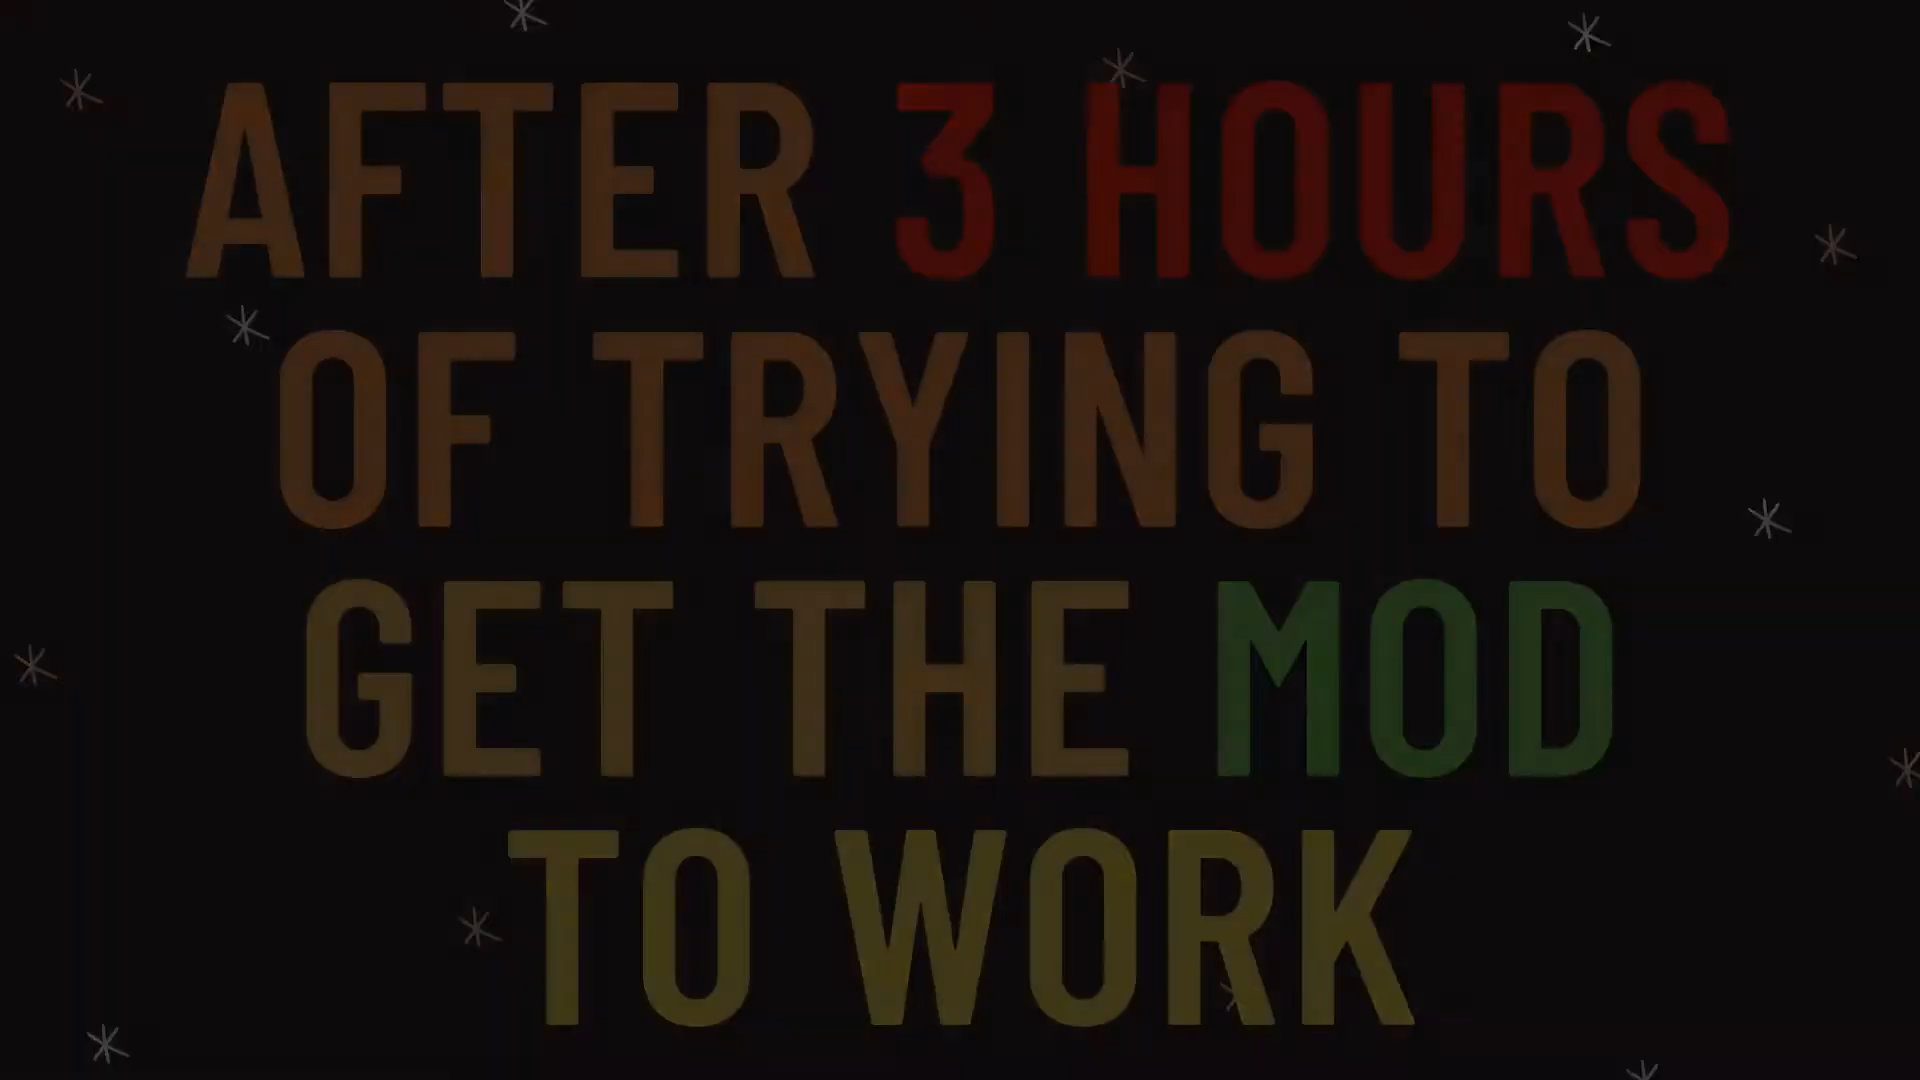 AFTER 3 HOURS
OF TRYING TO
GET THE MOD
TO WORK